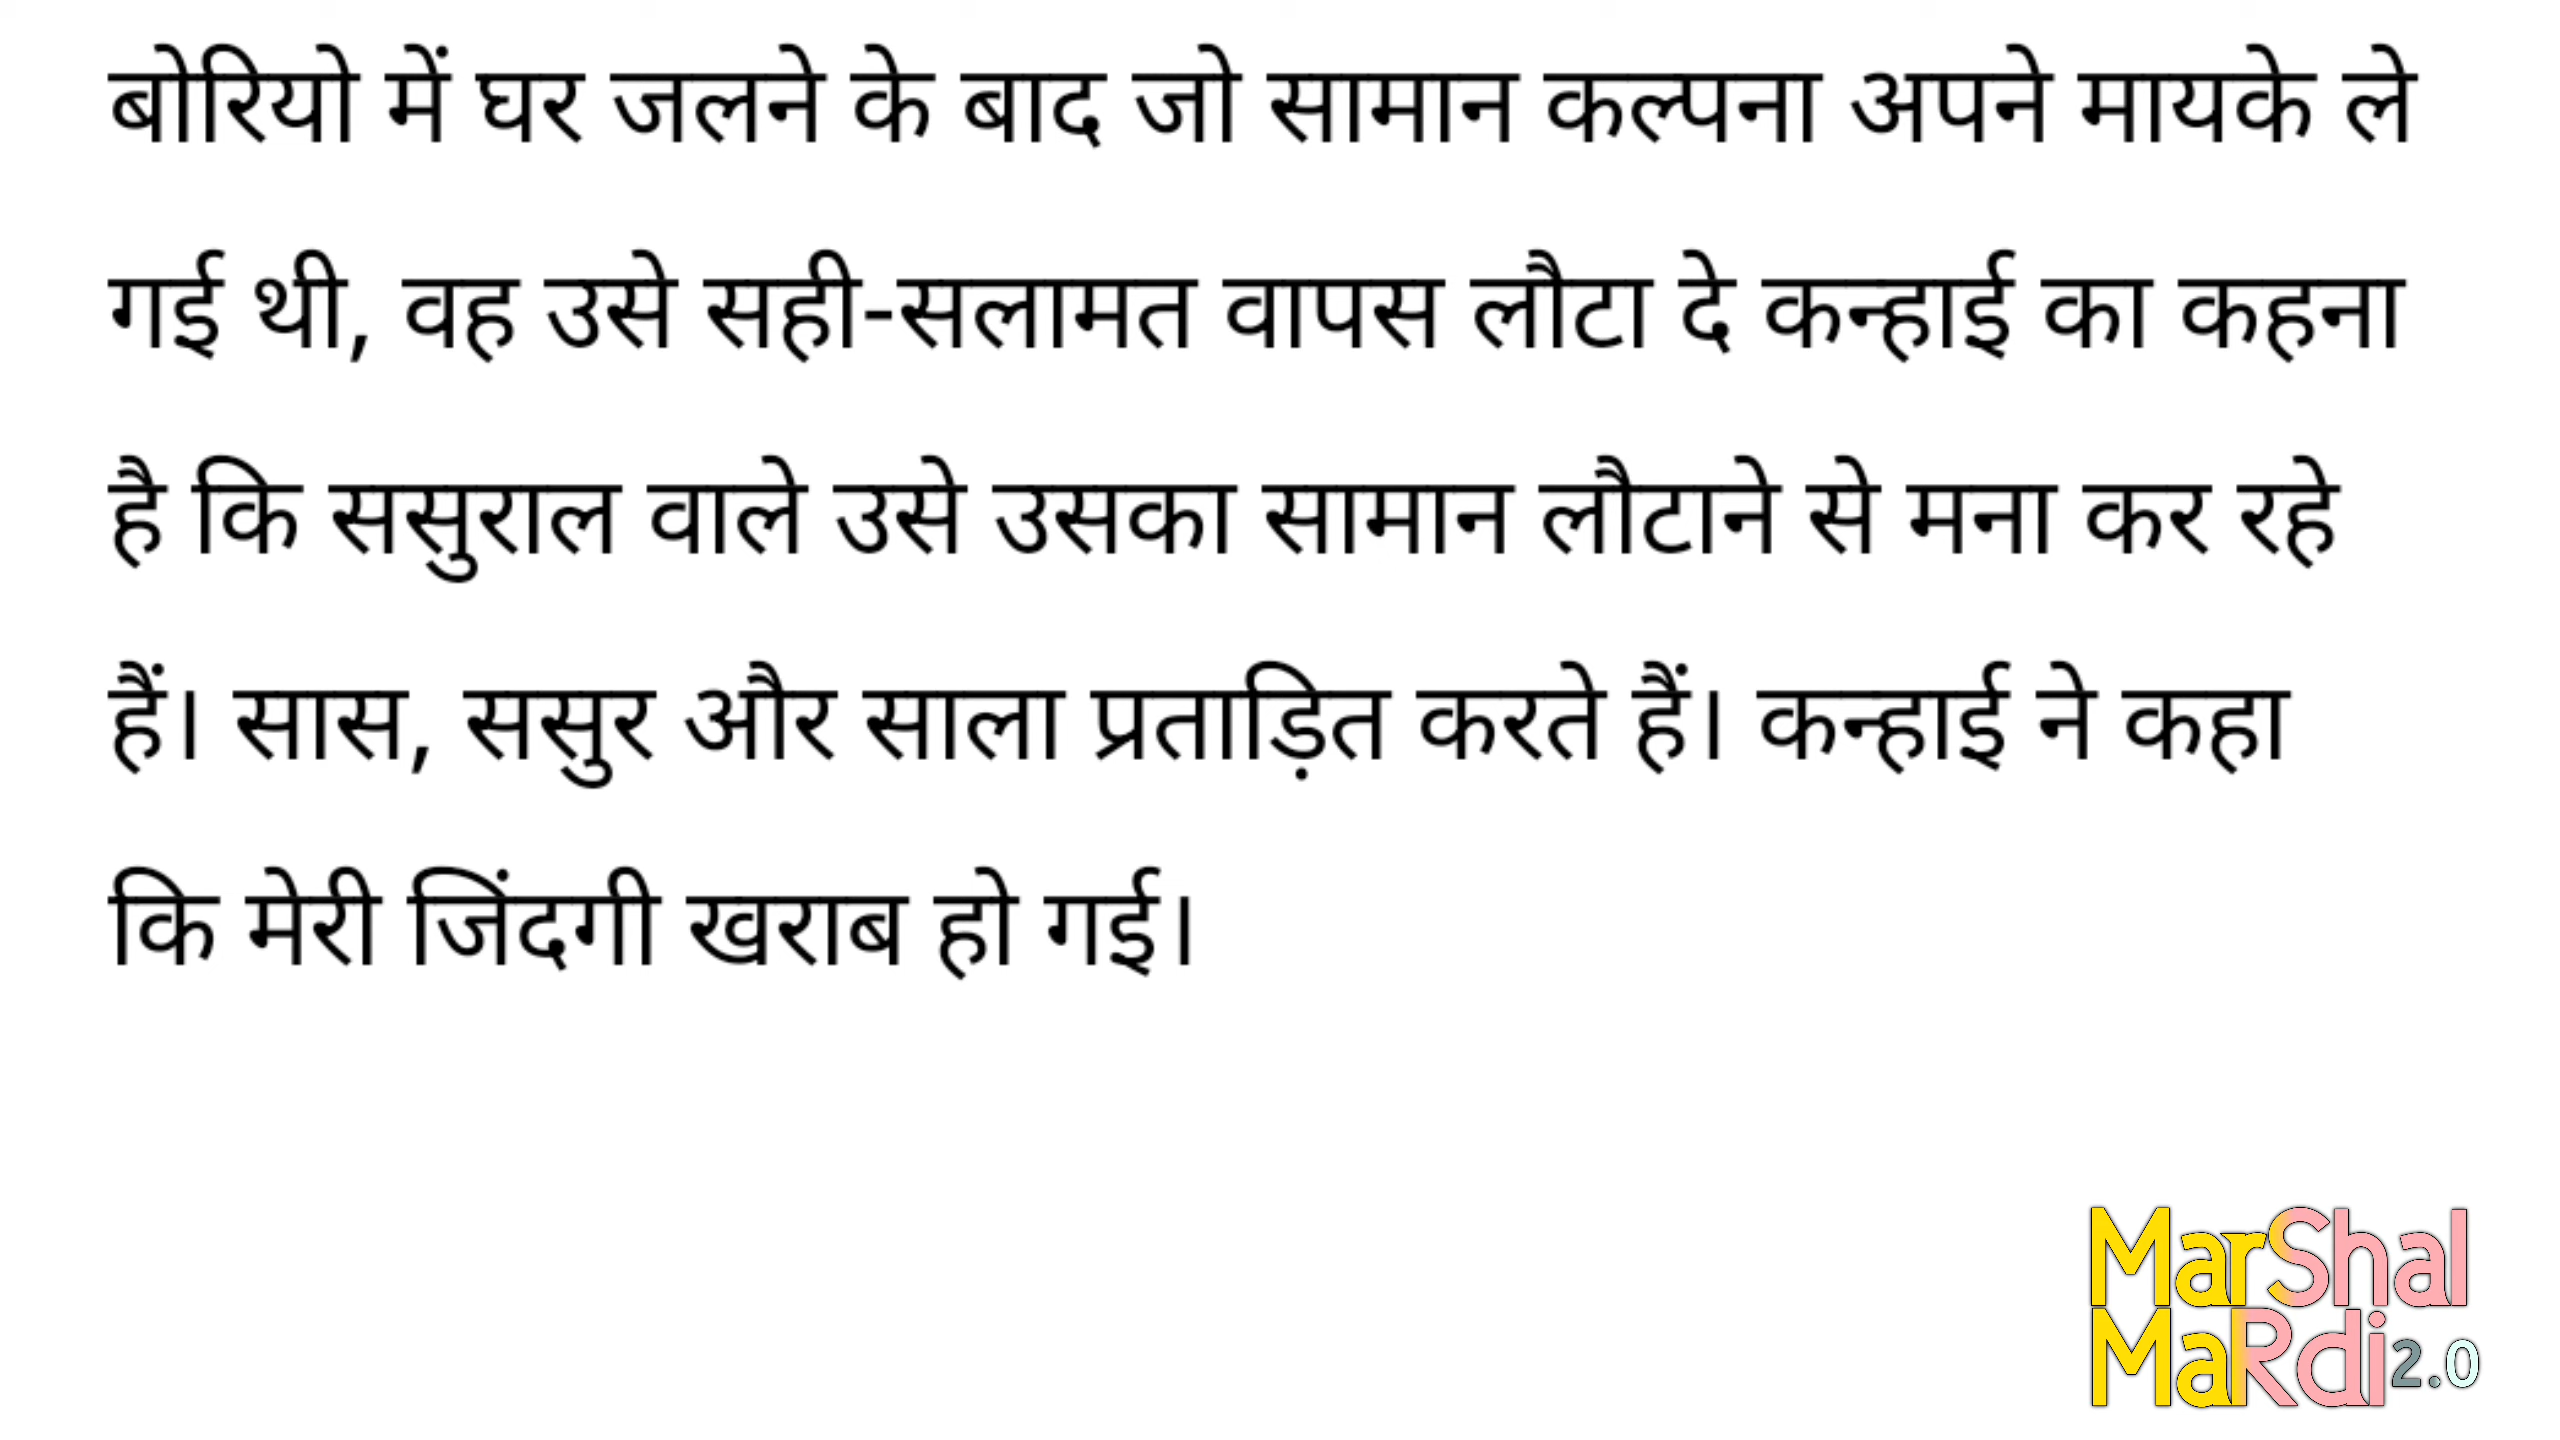 बोरियो में घर जलने के बाद जो सामान कल्पना अपने मायके ले
गई थी, वह उसे सही-सलामत वापस लौटा दे कन्हाई का कहना
है कि ससुराल वाले उसे उसका सामान लौटाने से मना कर रहे
हैं। सास, ससुर और साला प्रताड़ित करते हैं। कन्हाई ने कहा
कि मेरी जिंदगी खराब हो गई।
MarShal
MaRdi2.0